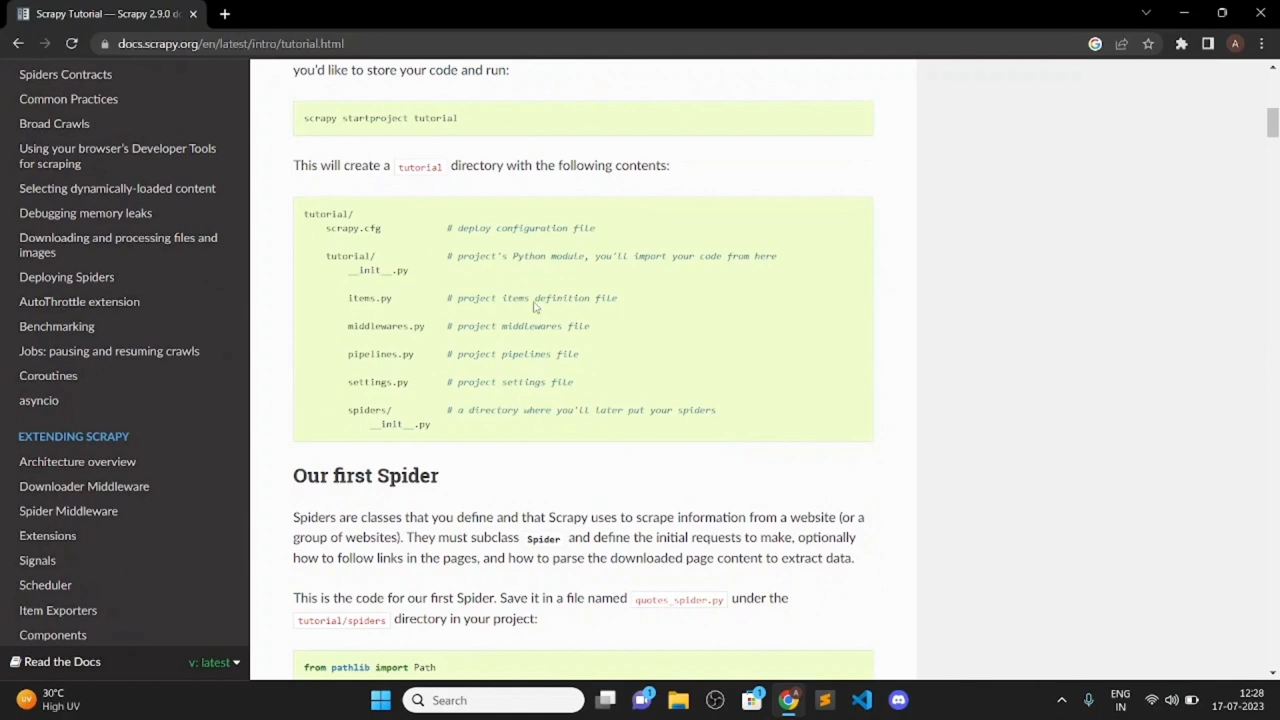 Scrapy Tutorial — Scrapy 2.9.0 do
docs.scrapy.org/en/latest/intro/tutorial.html
A
Spiders Contracts
Common Practices
Broad Crawls
Using your browser's Developer Tools
for scraping
Selecting dynamically-loaded content
Debugging memory leaks
Downloading and processing files and
images
Deploying Spiders
AutoThrottle extension
Benchmarking
Jobs: pausing and resuming crawls
Coroutines
asyncio
EXTENDING SCRAPY
Architecture overview
Downloader Middleware
Spider Middleware
Extensions
Signals
Scheduler
Item Exporters
Components
Read the Docs
v: latest
you'd like to store your code and run:
scrapy startproject tutorial
This will create a tutorial directory with the following contents:
tutorial/
scrapy.cfg # deploy configuration file
tutorial/ # project's Python module, you'll import your code from here
__init__.py
items.py # project items definition file
middlewares.py # project middlewares file
pipelines.py # project pipelines file
settings.py # project settings file
spiders/ # a directory where you'll later put your spiders
__init__.py
Our first Spider
Spiders are classes that you define and that Scrapy uses to scrape information from a website (or a
group of websites). They must subclass Spider and define the initial requests to make, optionally
how to follow links in the pages, and how to parse the downloaded page content to extract data.
This is the code for our first Spider. Save it in a file named quotes_spider.py under the
tutorial/spiders directory in your project:
from pathlib import Path
30°C
High UV
Search
1
1
ENG
IN
12:28
17-07-2023